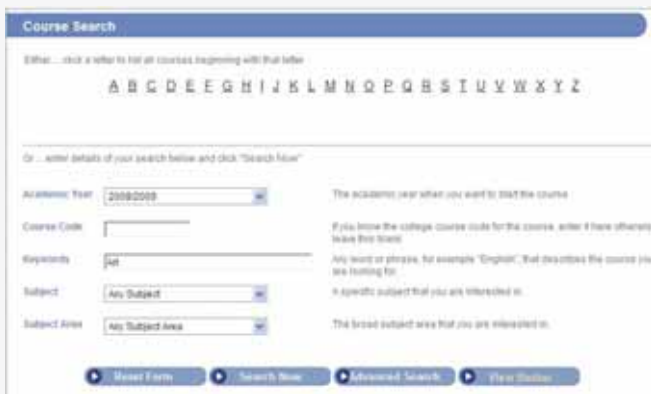 Course Search
Either... click a letter to list all courses beginning with that letter
A B C D E F G H I J K L M N O P Q R S T U V W X Y Z
Or... enter details of your search below and click "Search Now"
Academic Year 2008/2009 The academic year when you want to start the course
Course Code If you know the college course code for the course, enter it here otherwise leave this blank
Keywords Art Any word or phrase, for example "English", that describes the course you are looking for.
Subject Any Subject A specific subject that you are interested in.
Subject Area Any Subject Area The broad subject area that you are interested in.
Reset Form Search Now Advanced Search View Basket